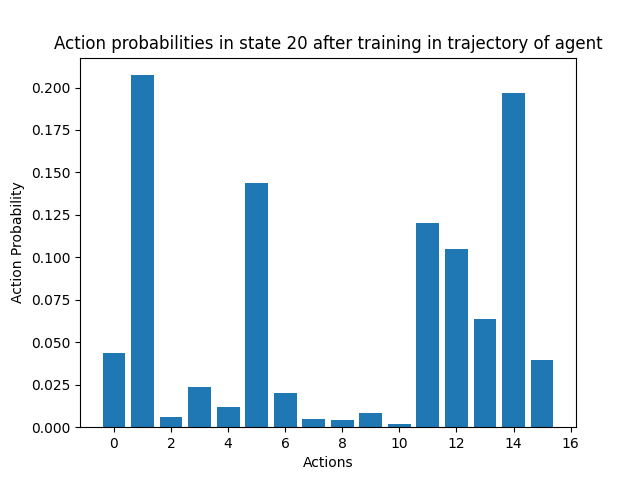 Action probabilities in state 20 after training in trajectory of agent
0.200
0.175
0.150
0.125
0.100
0.075
0.050
0.025
0.000
Action Probability
0 2 4 6 8 10 12 14 16
Actions